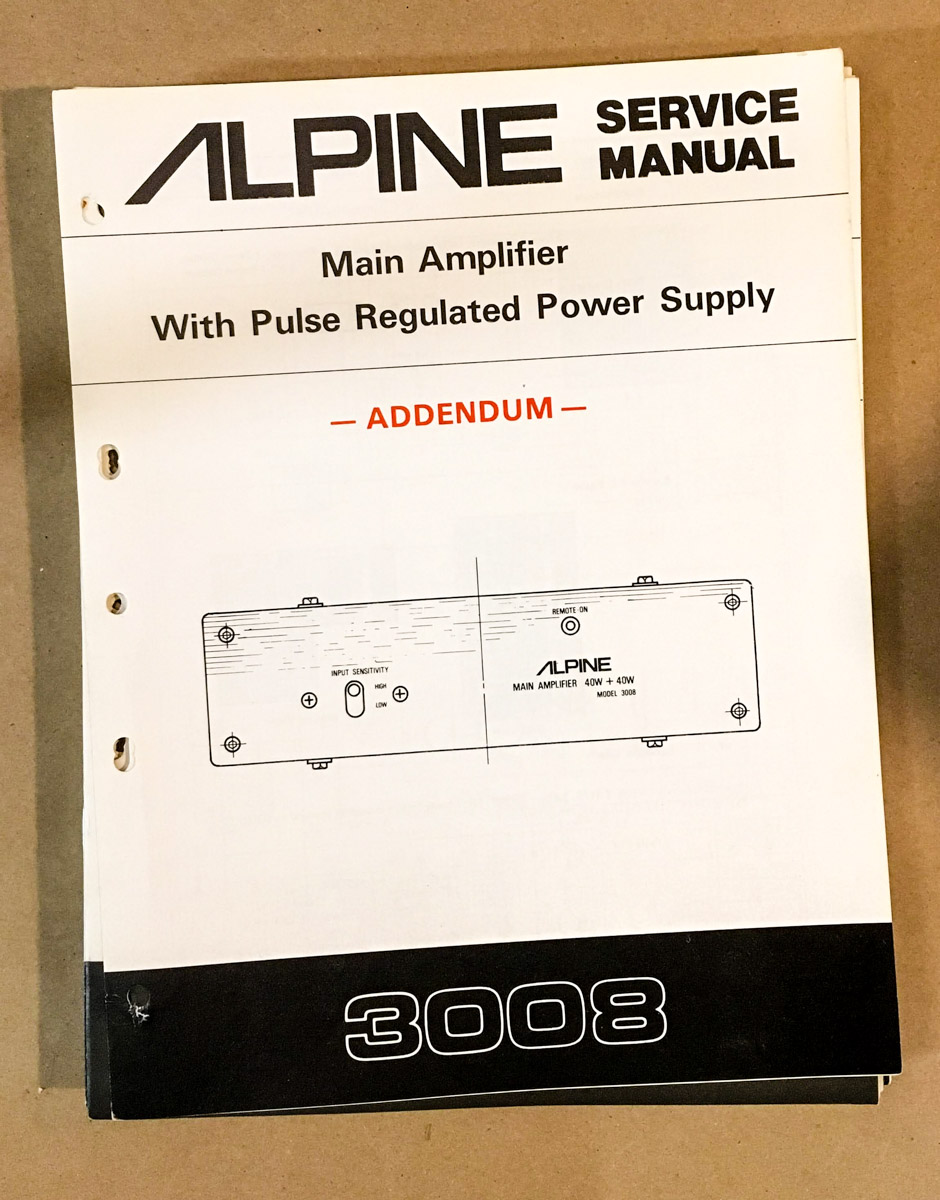 ALPINE
SERVICE
MANUAL
Main Amplifier
With Pulse Regulated Power Supply
— ADDENDUM —
REMOTE ON
ALPINE
MAIN AMPLIFIER 40W + 40W
MODEL 3008
INPUT SENSITIVITY
HIGH
LOW
3008